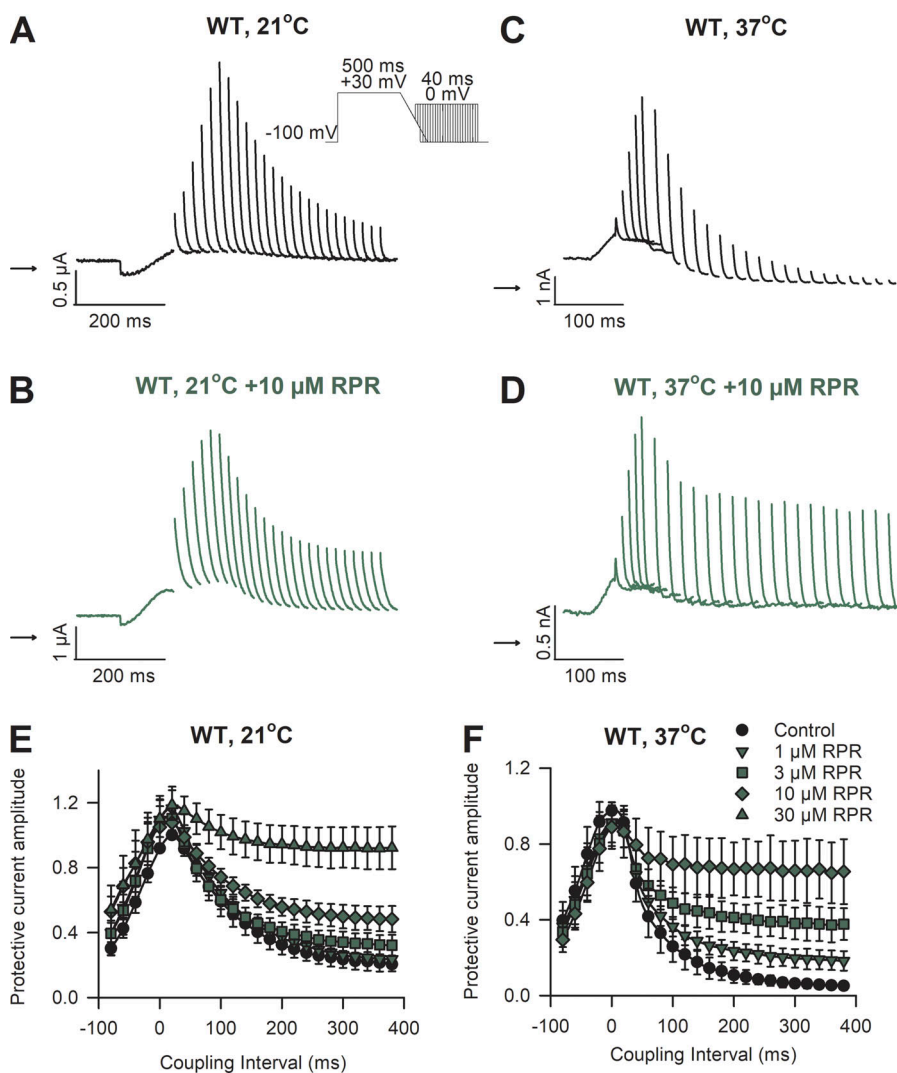 A
WT, 21°C
500 ms
+30 mV
40 ms
0 mV
-100 mV
0.5 µA
200 ms
C
WT, 37°C
1 nA
100 ms
B
WT, 21°C +10 µM RPR
1 µA
200 ms
D
WT, 37°C +10 µM RPR
0.5 nA
100 ms
E
WT, 21°C
Protective current amplitude
1.2
0.8
0.4
0.0
-100 0 100 200 300 400
Coupling Interval (ms)
F
WT, 37°C
Control
1 µM RPR
3 µM RPR
10 µM RPR
30 µM RPR
Protective current amplitude
1.2
0.8
0.4
0.0
-100 0 100 200 300 400
Coupling Interval (ms)